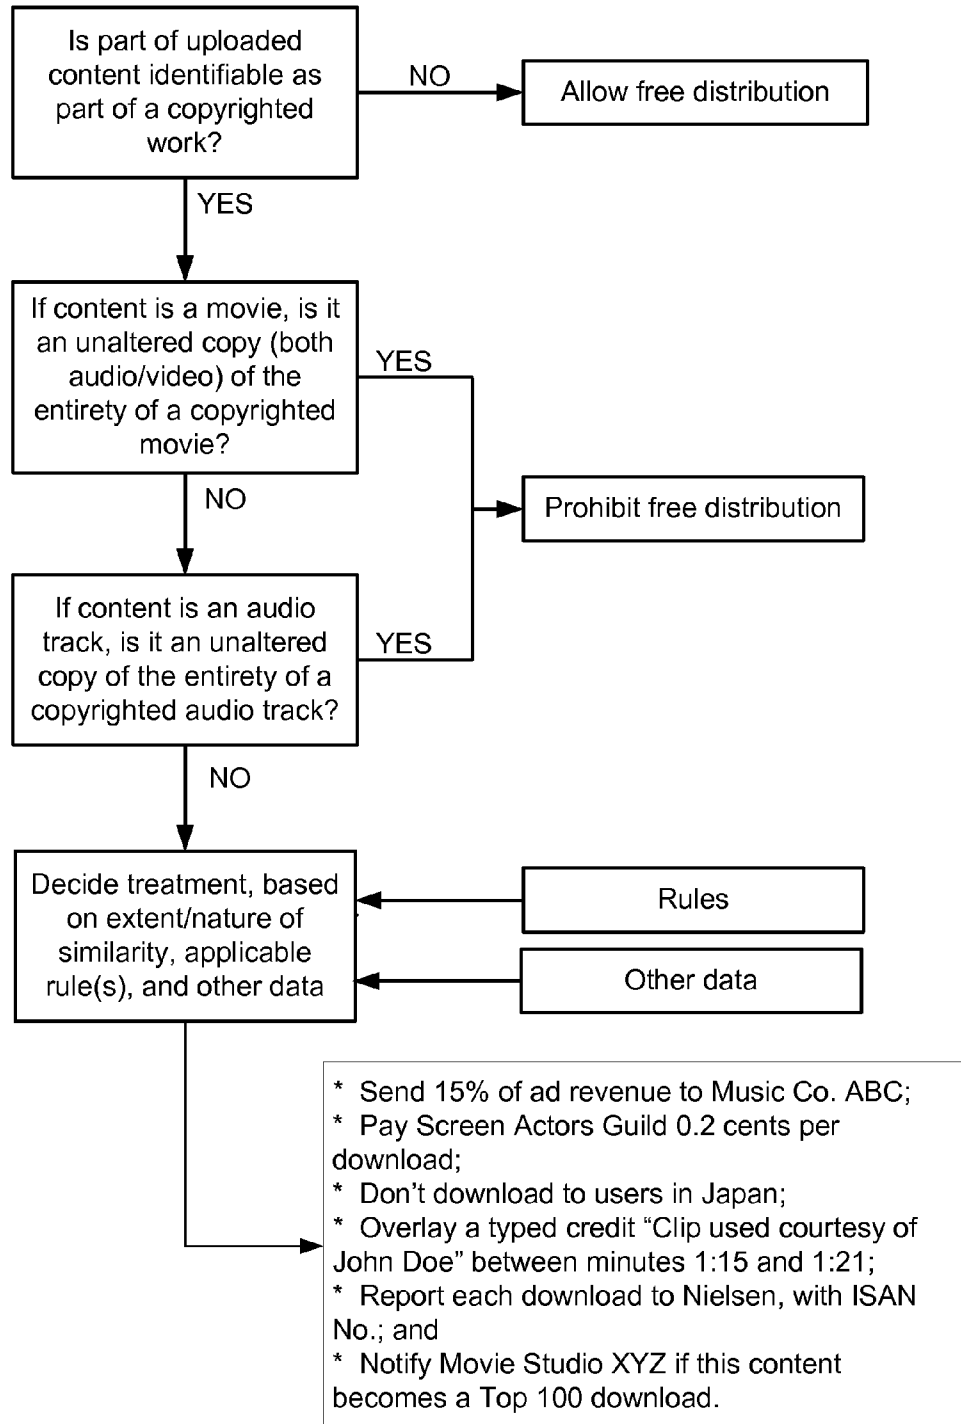 Is part of uploaded
content identifiable as
part of a copyrighted
work?
NO
Allow free distribution
YES
If content is a movie, is it
an unaltered copy (both
audio/video) of the
entirety of a copyrighted
movie?
YES
NO
Prohibit free distribution
If content is an audio
track, is it an unaltered
copy of the entirety of a
copyrighted audio track?
YES
NO
Decide treatment, based
on extent/nature of
similarity, applicable
rule(s), and other data
Rules
Other data
* Send 15% of ad revenue to Music Co. ABC;
* Pay Screen Actors Guild 0.2 cents per
download;
* Don’t download to users in Japan;
* Overlay a typed credit “Clip used courtesy of
John Doe” between minutes 1:15 and 1:21;
* Report each download to Nielsen, with ISAN
No.; and
* Notify Movie Studio XYZ if this content
becomes a Top 100 download.